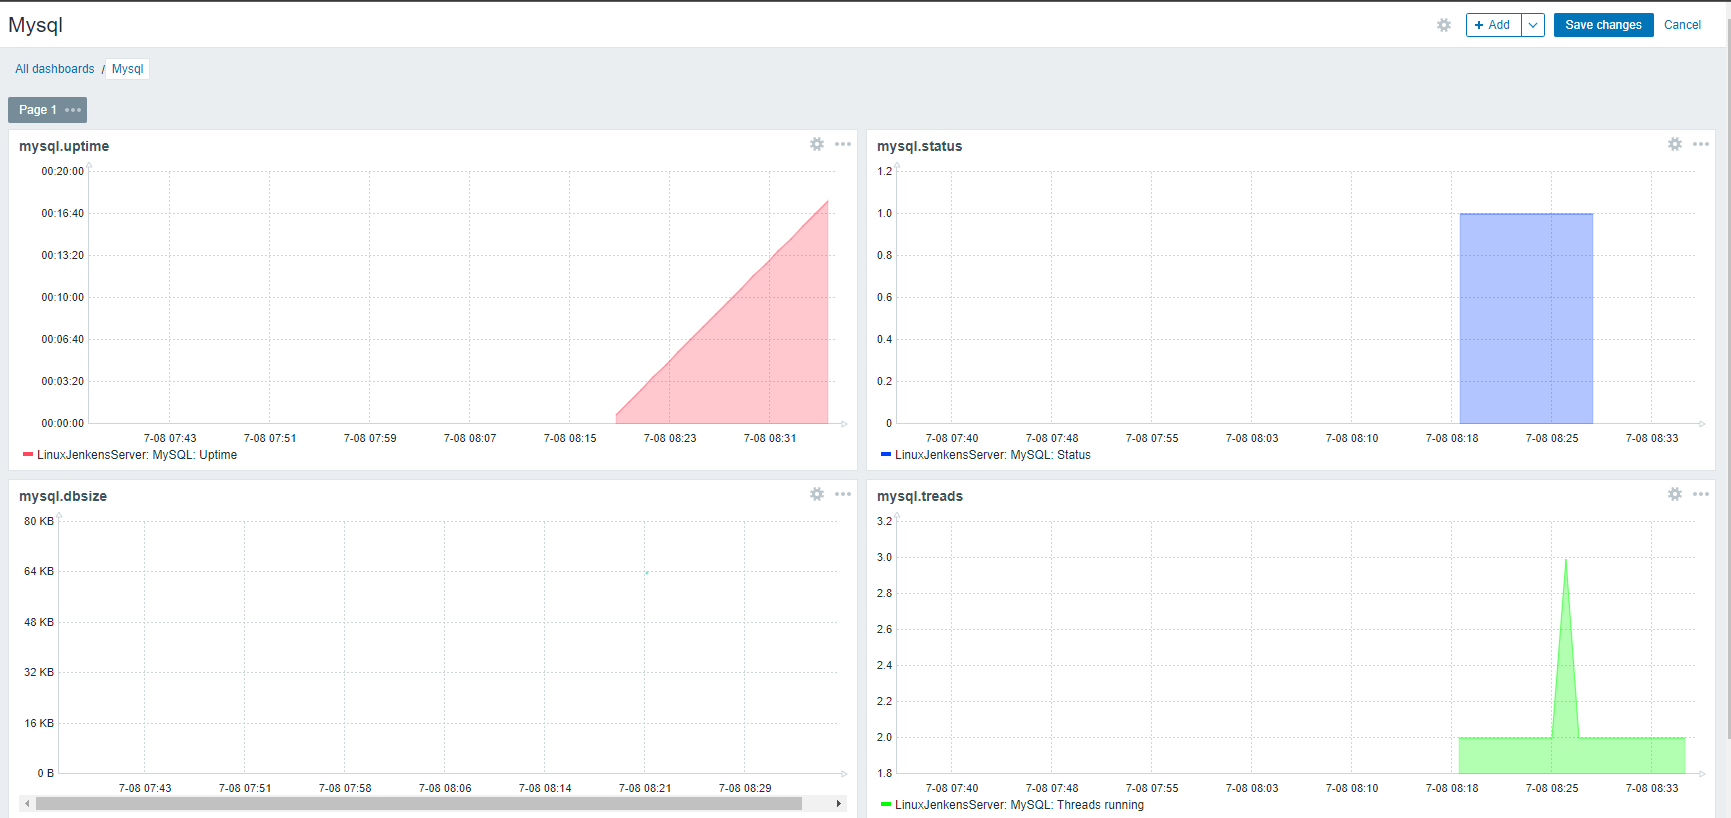 Mysql
+ Add
Save changes
Cancel
All dashboards / Mysql
Page 1
mysql.uptime
00:20:00
00:16:40
00:13:20
00:10:00
00:06:40
00:03:20
00:00:00
7-08 07:43 7-08 07:51 7-08 07:59 7-08 08:07 7-08 08:15 7-08 08:23 7-08 08:31
LinuxJenkensServer: MySQL: Uptime
mysql.status
1.2
1.0
0.8
0.6
0.4
0.2
0
7-08 07:40 7-08 07:48 7-08 07:55 7-08 08:03 7-08 08:10 7-08 08:18 7-08 08:25 7-08 08:33
LinuxJenkensServer: MySQL: Status
mysql.dbsize
80 KB
64 KB
48 KB
32 KB
16 KB
0 B
7-08 07:43 7-08 07:51 7-08 07:58 7-08 08:06 7-08 08:14 7-08 08:21 7-08 08:29
mysql.treads
3.2
3.0
2.8
2.6
2.4
2.2
2.0
1.8
7-08 07:40 7-08 07:48 7-08 07:55 7-08 08:03 7-08 08:10 7-08 08:18 7-08 08:25 7-08 08:33
LinuxJenkensServer: MySQL: Threads running